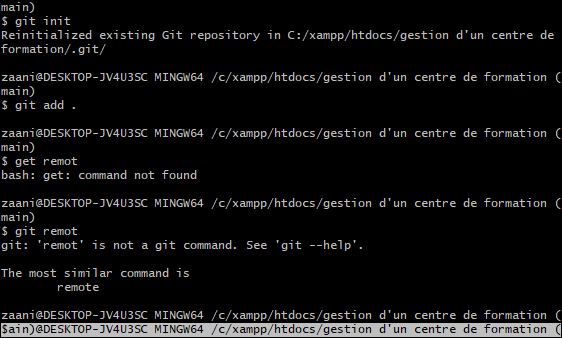 main)
$ git init
Reinitialized existing Git repository in C:/xampp/htdocs/gestion d'un centre de
formation/.git/
zaani@DESKTOP-JV4U3SC MINGW64 /c/xampp/htdocs/gestion d'un centre de formation (
main)
$ git add .
zaani@DESKTOP-JV4U3SC MINGW64 /c/xampp/htdocs/gestion d'un centre de formation (
main)
$ get remot
bash: get: command not found
zaani@DESKTOP-JV4U3SC MINGW64 /c/xampp/htdocs/gestion d'un centre de formation (
main)
$ git remot
git: 'remot' is not a git command. See 'git --help'.
The most similar command is
remote
zaani@DESKTOP-JV4U3SC MINGW64 /c/xampp/htdocs/gestion d'un centre de formation (
$ain)@DESKTOP-JV4U3SC MINGW64 /c/xampp/htdocs/gestion d'un centre de formation (